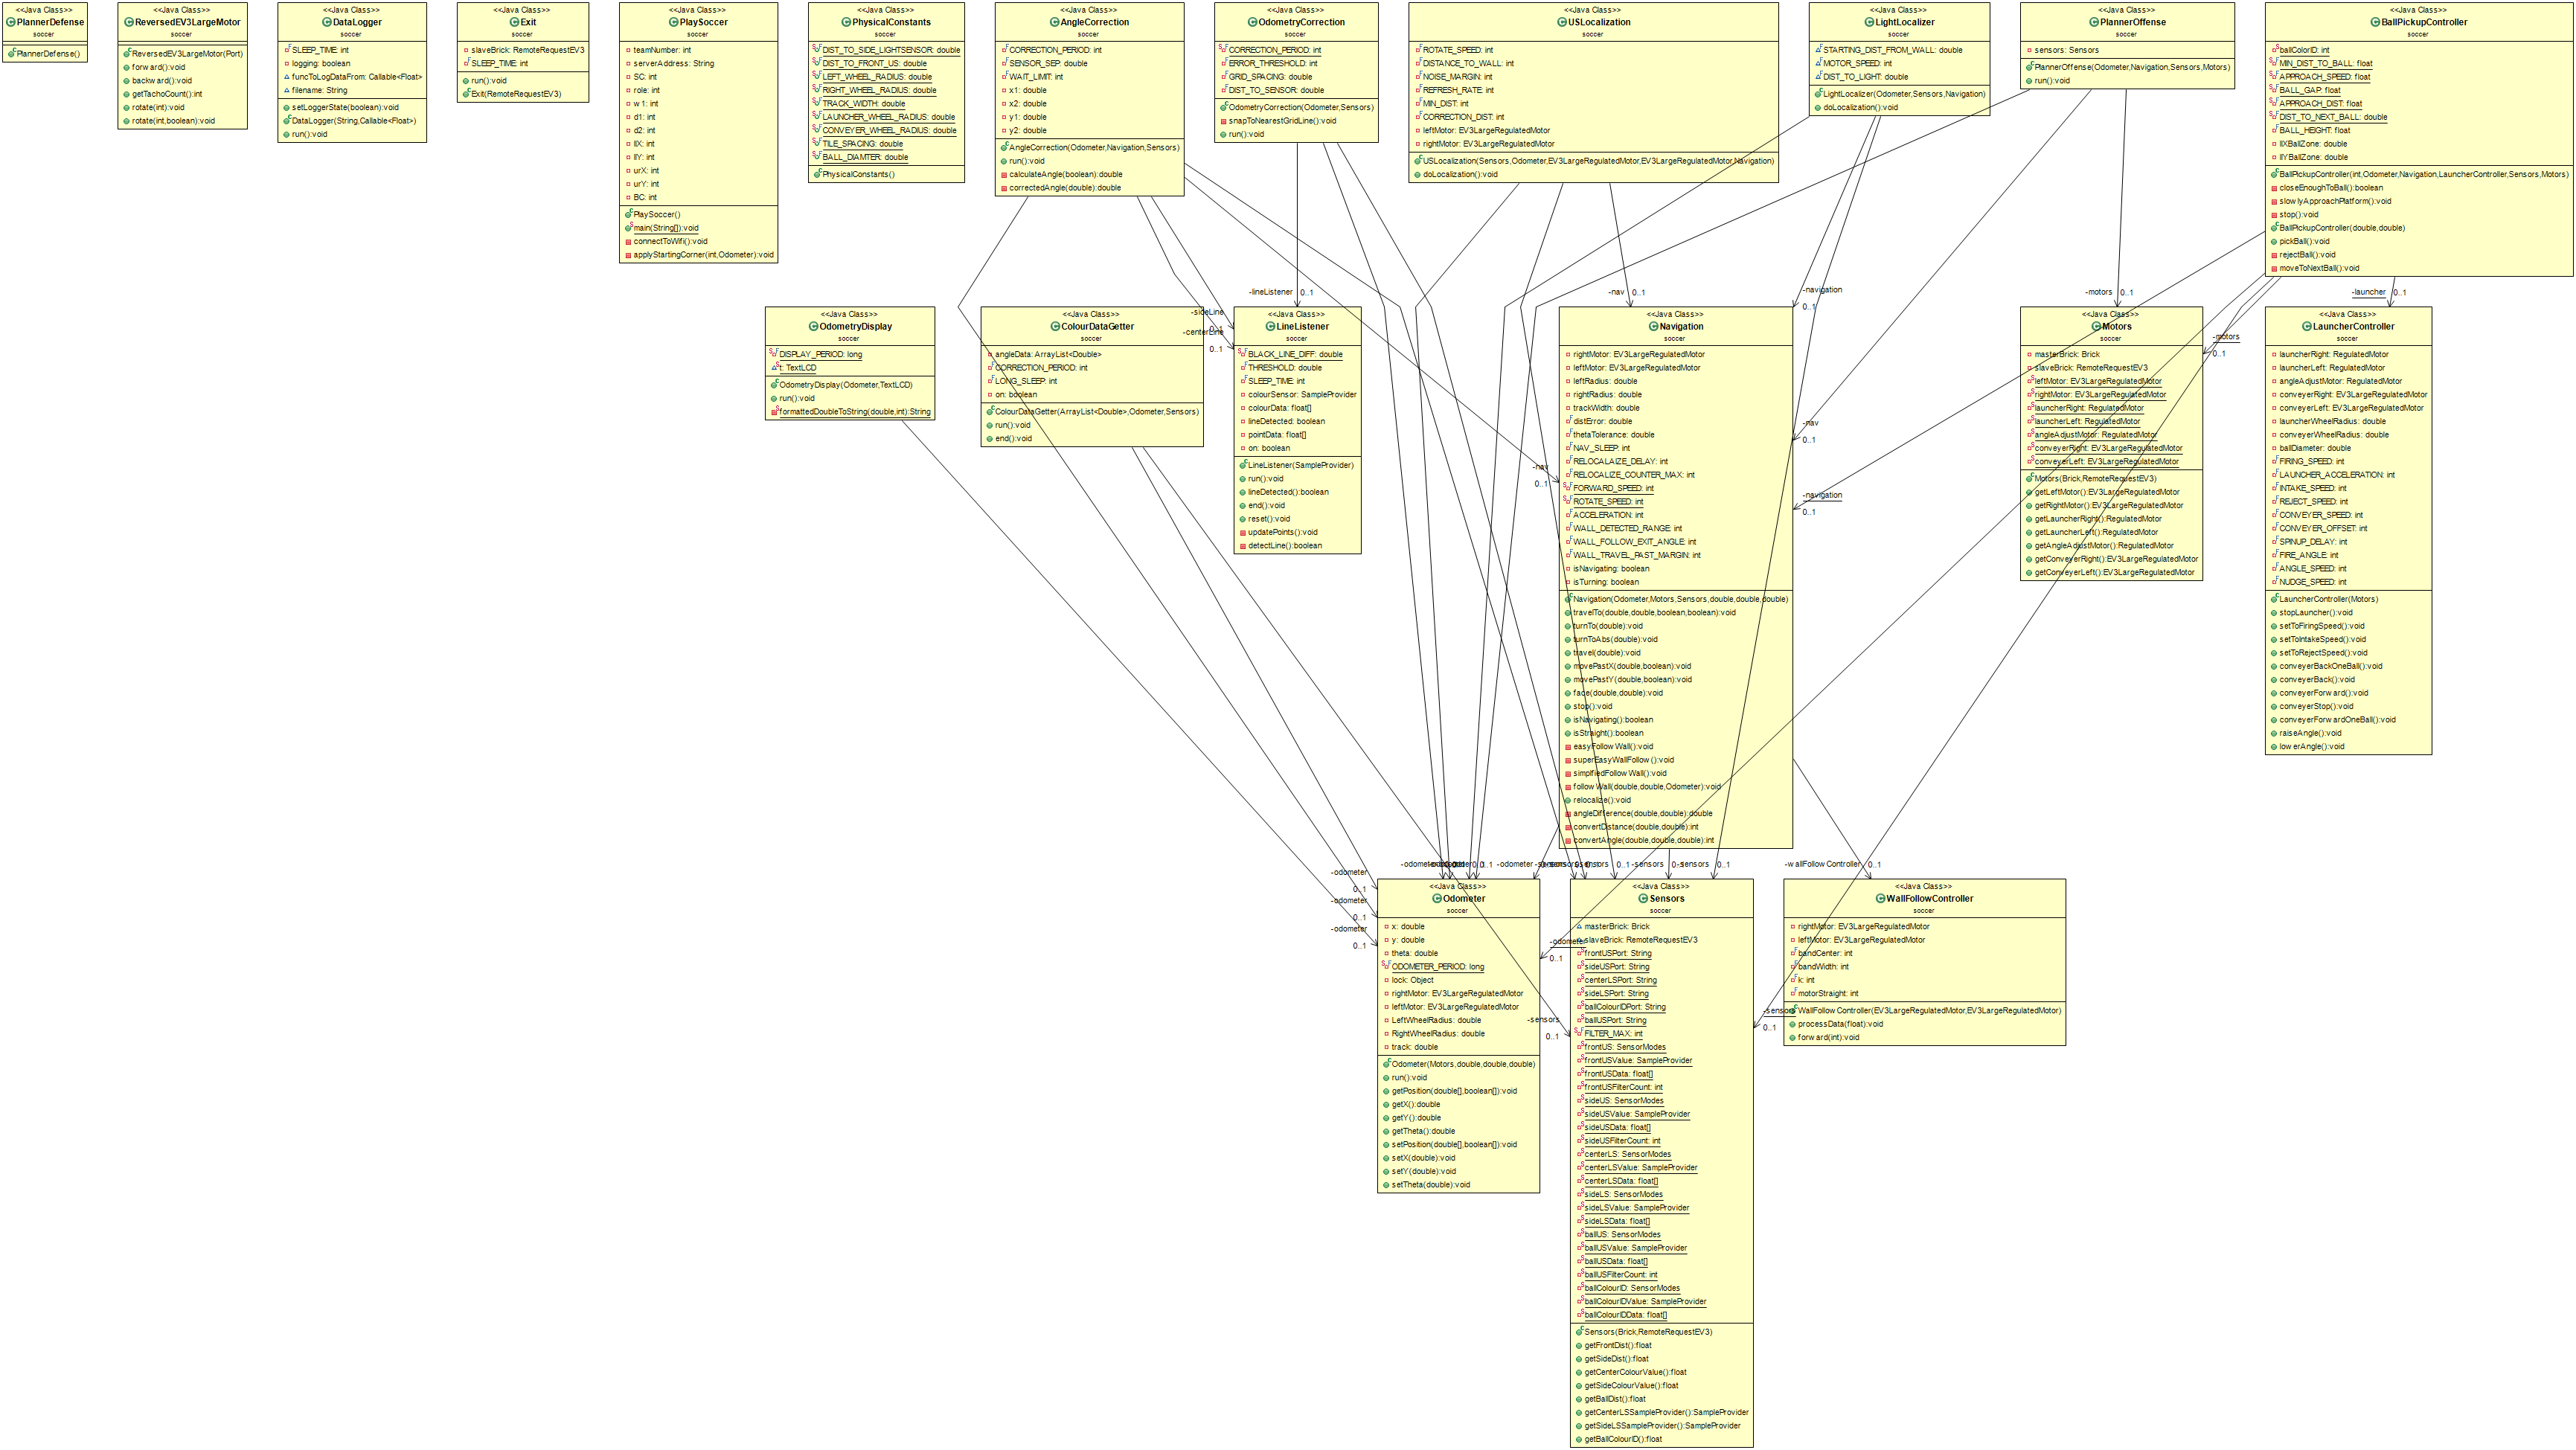 <<Java Class>>
PlannerDefense
soccer
PlannerDefense()
<<Java Class>>
ReversedEV3LargeMotor
soccer
ReversedEV3LargeMotor(Port)
forward():void
backward():void
getTachoCount():int
rotate(int):void
rotate(int,boolean):void
<<Java Class>>
DataLogger
soccer
SLEEP_TIME: int
logging: boolean
funcToLogDataFrom: Callable<Float>
filename: String
setLoggerState(boolean):void
DataLogger(String,Callable<Float>)
run():void
<<Java Class>>
Exit
soccer
slaveBrick: RemoteRequestEV3
SLEEP_TIME: int
run():void
Exit(RemoteRequestEV3)
<<Java Class>>
PlaySoccer
soccer
teamNumber: int
serverAddress: String
SC: int
role: int
w1: int
d1: int
d2: int
llX: int
llY: int
urX: int
urY: int
BC: int
PlaySoccer()
main(String[]):void
connectToWifi():void
applyStartingCorner(int,Odometer):void
<<Java Class>>
PhysicalConstants
soccer
DIST_TO_SIDE_LIGHTSENSOR: double
DIST_TO_FRONT_US: double
LEFT_WHEEL_RADIUS: double
RIGHT_WHEEL_RADIUS: double
TRACK_WIDTH: double
LAUNCHER_WHEEL_RADIUS: double
CONVEYER_WHEEL_RADIUS: double
TILE_SPACING: double
BALL_DIAMTER: double
PhysicalConstants()
<<Java Class>>
AngleCorrection
soccer
CORRECTION_PERIOD: int
SENSOR_SEP: double
WAIT_LIMIT: int
x1: double
x2: double
y1: double
y2: double
AngleCorrection(Odometer,Navigation,Sensors)
run():void
calculateAngle(boolean):double
correctedAngle(double):double
<<Java Class>>
OdometryCorrection
soccer
CORRECTION_PERIOD: int
ERROR_THRESHOLD: int
GRID_SPACING: double
DIST_TO_SENSOR: double
OdometryCorrection(Odometer,Sensors)
snapToNearestGridLine():void
run():void
<<Java Class>>
USLocalization
soccer
ROTATE_SPEED: int
DISTANCE_TO_WALL: int
NOISE_MARGIN: int
REFRESH_RATE: int
MIN_DIST: int
CORRECTION_DIST: int
leftMotor: EV3LargeRegulatedMotor
rightMotor: EV3LargeRegulatedMotor
USLocalization(Sensors,Odometer,EV3LargeRegulatedMotor,EV3LargeRegulatedMotor,Navigation)
doLocalization():void
<<Java Class>>
LightLocalizer
soccer
STARTING_DIST_FROM_WALL: double
MOTOR_SPEED: int
DIST_TO_LIGHT: double
LightLocalizer(Odometer,Sensors,Navigation)
doLocalization():void
<<Java Class>>
PlannerOffense
soccer
sensors: Sensors
PlannerOffense(Odometer,Navigation,Sensors,Motors)
run():void
<<Java Class>>
BallPickupController
soccer
ballColorID: int
MIN_DIST_TO_BALL: float
APPROACH_SPEED: float
BALL_GAP: float
APPROACH_DIST: float
DIST_TO_NEXT_BALL: double
BALL_HEIGHT: float
llXBallZone: double
llYBallZone: double
BallPickupController(int,Odometer,Navigation,LauncherController,Sensors,Motors)
closeEnoughToBall():boolean
slowlyApproachPlatform():void
stop():void
BallPickupController(double,double)
pickBall():void
rejectBall():void
moveToNextBall():void
-lineListener 0..1
-nav 0..1
-navigation
0..1
-motors 0..1
-launcher 0..1
-sideLine
0..1
-centerLine
0..1
-motors
0..1
-nav
0..1
-nav
0..1
-navigation
0..1
<<Java Class>>
OdometryDisplay
soccer
DISPLAY_PERIOD: long
t: TextLCD
OdometryDisplay(Odometer,TextLCD)
run():void
formattedDoubleToString(double,int):String
<<Java Class>>
ColourDataGetter
soccer
angleData: ArrayList<Double>
CORRECTION_PERIOD: int
LONG_SLEEP: int
on: boolean
ColourDataGetter(ArrayList<Double>,Odometer,Sensors)
run():void
end():void
<<Java Class>>
LineListener
soccer
BLACK_LINE_DIFF: double
THRESHOLD: double
SLEEP_TIME: int
colourSensor: SampleProvider
colourData: float[]
lineDetected: boolean
pointData: float[]
on: boolean
LineListener(SampleProvider)
run():void
lineDetected():boolean
end():void
reset():void
updatePoints():void
detectLine():boolean
<<Java Class>>
Navigation
soccer
rightMotor: EV3LargeRegulatedMotor
leftMotor: EV3LargeRegulatedMotor
leftRadius: double
rightRadius: double
trackWidth: double
distError: double
thetaTolerance: double
NAV_SLEEP: int
RELOCALAIZE_DELAY: int
RELOCALIZE_COUNTER_MAX: int
FORWARD_SPEED: int
ROTATE_SPEED: int
ACCELERATION: int
WALL_DETECTED_RANGE: int
WALL_FOLLOW_EXIT_ANGLE: int
WALL_TRAVEL_PAST_MARGIN: int
isNavigating: boolean
isTurning: boolean
Navigation(Odometer,Motors,Sensors,double,double,double)
travelTo(double,double,boolean,boolean):void
turnTo(double):void
turnToAbs(double):void
travel(double):void
movePastX(double,boolean):void
movePastY(double,boolean):void
face(double,double):void
stop():void
isNavigating():boolean
isStraight():boolean
easyFollowWall():void
superEasyWallFollow():void
simplfiedFollowWall():void
followWall(double,double,Odometer):void
relocalize():void
angleDifference(double,double):double
convertDistance(double,double):int
convertAngle(double,double,double):int
<<Java Class>>
Motors
soccer
masterBrick: Brick
slaveBrick: RemoteRequestEV3
leftMotor: EV3LargeRegulatedMotor
rightMotor: EV3LargeRegulatedMotor
launcherRight: RegulatedMotor
launcherLeft: RegulatedMotor
angleAdjustMotor: RegulatedMotor
conveyerRight: EV3LargeRegulatedMotor
conveyerLeft: EV3LargeRegulatedMotor
Motors(Brick,RemoteRequestEV3)
getLeftMotor():EV3LargeRegulatedMotor
getRightMotor():EV3LargeRegulatedMotor
getLauncherRight():RegulatedMotor
getLauncherLeft():RegulatedMotor
getAngleAdjustMotor():RegulatedMotor
getConveyerRight():EV3LargeRegulatedMotor
getConveyerLeft():EV3LargeRegulatedMotor
<<Java Class>>
LauncherController
soccer
launcherRight: RegulatedMotor
launcherLeft: RegulatedMotor
angleAdjustMotor: RegulatedMotor
conveyerRight: EV3LargeRegulatedMotor
conveyerLeft: EV3LargeRegulatedMotor
launcherWheelRadius: double
conveyerWheelRadius: double
ballDiameter: double
FIRING_SPEED: int
LAUNCHER_ACCELERATION: int
INTAKE_SPEED: int
REJECT_SPEED: int
CONVEYER_SPEED: int
CONVEYER_OFFSET: int
SPINUP_DELAY: int
FIRE_ANGLE: int
ANGLE_SPEED: int
NUDGE_SPEED: int
LauncherController(Motors)
stopLauncher():void
setToFiringSpeed():void
setToIntakeSpeed():void
setToRejectSpeed():void
conveyerBackOneBall():void
conveyerBack():void
conveyerForward():void
conveyerStop():void
conveyerForwardOneBall():void
raiseAngle():void
lowerAngle():void
-odometer
0..1
-odometer
0..1
-odometer
0..1
-odometer
0..1
-odometer
-sensors
0..1
-sensors
0..1
-sensors
0..1
-wallFollowController 0..1
-odometer
0..1
-sensors
0..1
<<Java Class>>
Odometer
soccer
x: double
y: double
theta: double
ODOMETER_PERIOD: long
lock: Object
rightMotor: EV3LargeRegulatedMotor
leftMotor: EV3LargeRegulatedMotor
LeftWheelRadius: double
RightWheelRadius: double
track: double
Odometer(Motors,double,double,double)
run():void
getPosition(double[],boolean[]):void
getX():double
getY():double
getTheta():double
setPosition(double[],boolean[]):void
setX(double):void
setY(double):void
setTheta(double):void
<<Java Class>>
Sensors
soccer
masterBrick: Brick
slaveBrick: RemoteRequestEV3
frontUSPort: String
sideUSPort: String
centerLSPort: String
sideLSPort: String
ballColourIDPort: String
ballUSPort: String
FILTER_MAX: int
frontUS: SensorModes
frontUSValue: SampleProvider
frontUSData: float[]
frontUSFilterCount: int
sideUS: SensorModes
sideUSValue: SampleProvider
sideUSData: float[]
sideUSFilterCount: int
centerLS: SensorModes
centerLSValue: SampleProvider
centerLSData: float[]
sideLS: SensorModes
sideLSValue: SampleProvider
sideLSData: float[]
ballUS: SensorModes
ballUSValue: SampleProvider
ballUSData: float[]
ballUSFilterCount: int
ballColourID: SensorModes
ballColourIDValue: SampleProvider
ballColourIDData: float[]
Sensors(Brick,RemoteRequestEV3)
getFrontDist():float
getSideDist():float
getCenterColourValue():float
getSideColourValue():float
getBallDist():float
getCenterLSSampleProvider():SampleProvider
getSideLSSampleProvider():SampleProvider
getBallColourID():float
<<Java Class>>
WallFollowController
soccer
rightMotor: EV3LargeRegulatedMotor
leftMotor: EV3LargeRegulatedMotor
bandCenter: int
bandWidth: int
k: int
motorStraight: int
WallFollowController(EV3LargeRegulatedMotor,EV3LargeRegulatedMotor)
processData(float):void
forward(int):void